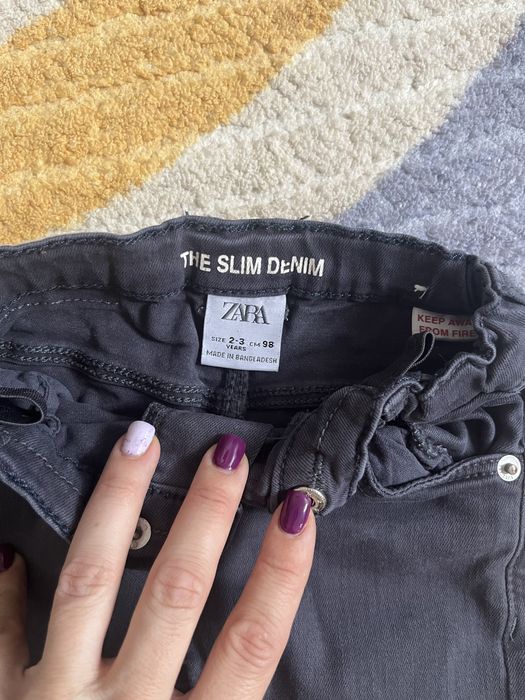 THE SLIM DENIM
ZARA
SIZE 2-3 CM 98
YEARS
MADE IN BANGLADESH
KEEP AWAY
FROM FIRE